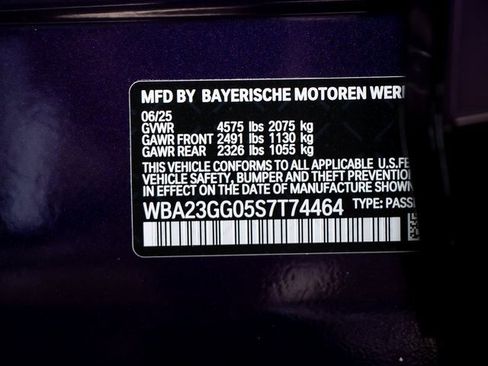 MFD BY BAYERISCHE MOTOREN WER
06/25
GVWR 4575 lbs 2075 kg
GAWR FRONT 2491 lbs 1130 kg
GAWR REAR 2326 lbs 1055 kg
THIS VEHICLE CONFORMS TO ALL APPLICABLE U.S.FE
VEHICLE SAFETY, BUMPER AND THEFT PREVENTION
IN EFFECT ON THE DATE OF MANUFACTURE SHOWN
WBA23GG05S7T74464 TYPE: PASS